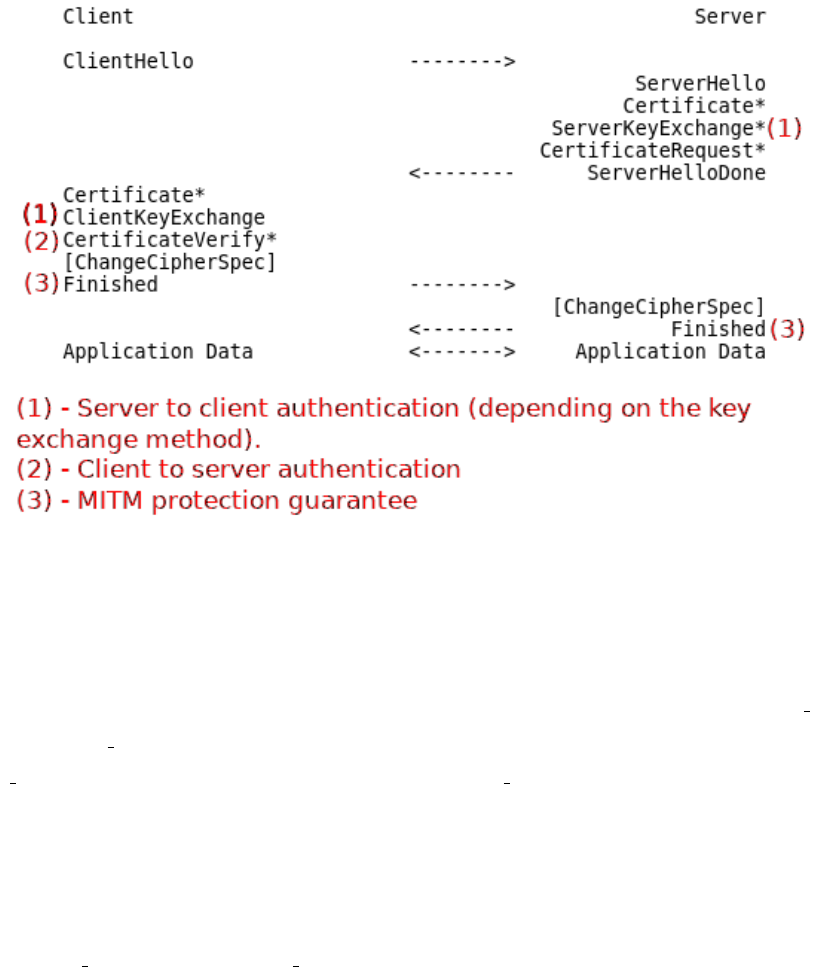 Client Server
ClientHello -------->
ServerHello
Certificate*
ServerKeyExchange*(1)
CertificateRequest*
<-------- ServerHelloDone
Certificate*
(1)ClientKeyExchange
(2)CertificateVerify*
[ChangeCipherSpec]
(3)Finished -------->
[ChangeCipherSpec]
<-------- Finished(3)
Application Data <-------> Application Data
(1) - Server to client authentication (depending on the key
exchange method).
(2) - Client to server authentication
(3) - MITM protection guarantee